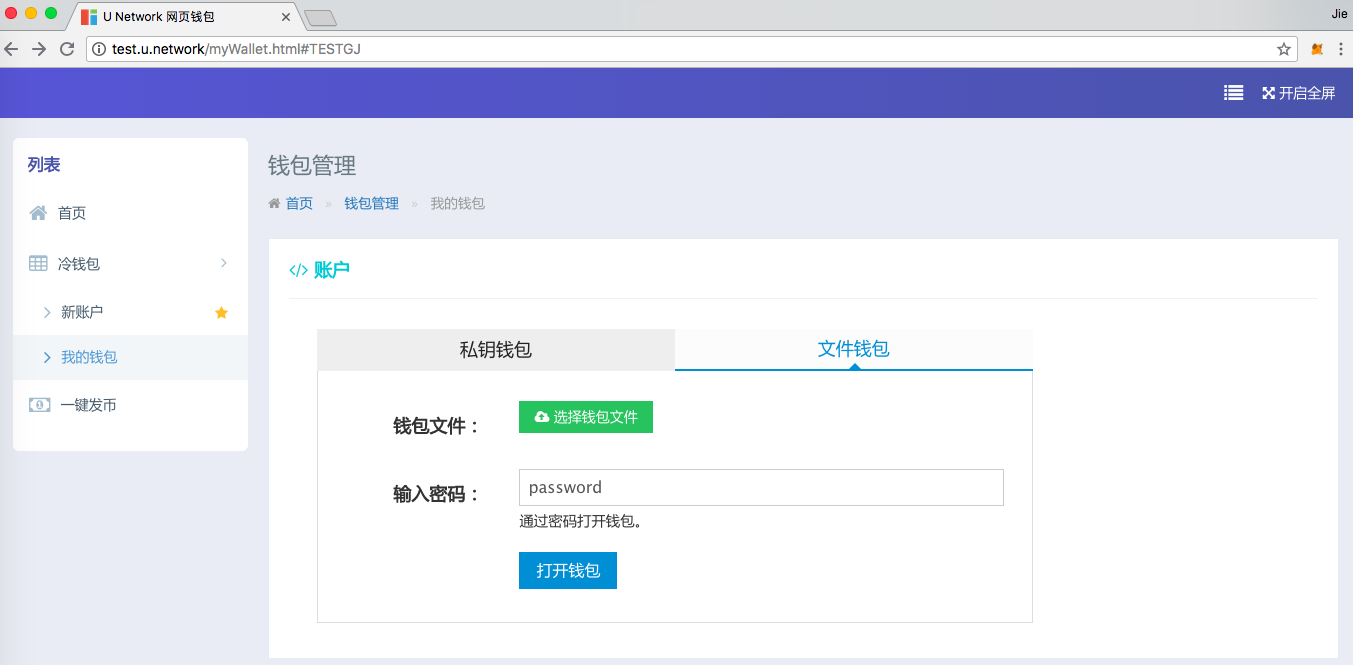 U Network 网页钱包
Jie
test.u.network/myWallet.html#TESTGJ
开启全屏
列表
首页
冷钱包
新账户
我的钱包
一键发币
钱包管理
首页 » 钱包管理 » 我的钱包
</> 账户
私钥钱包 文件钱包
钱包文件： 选择钱包文件
输入密码： password
通过密码打开钱包。
打开钱包